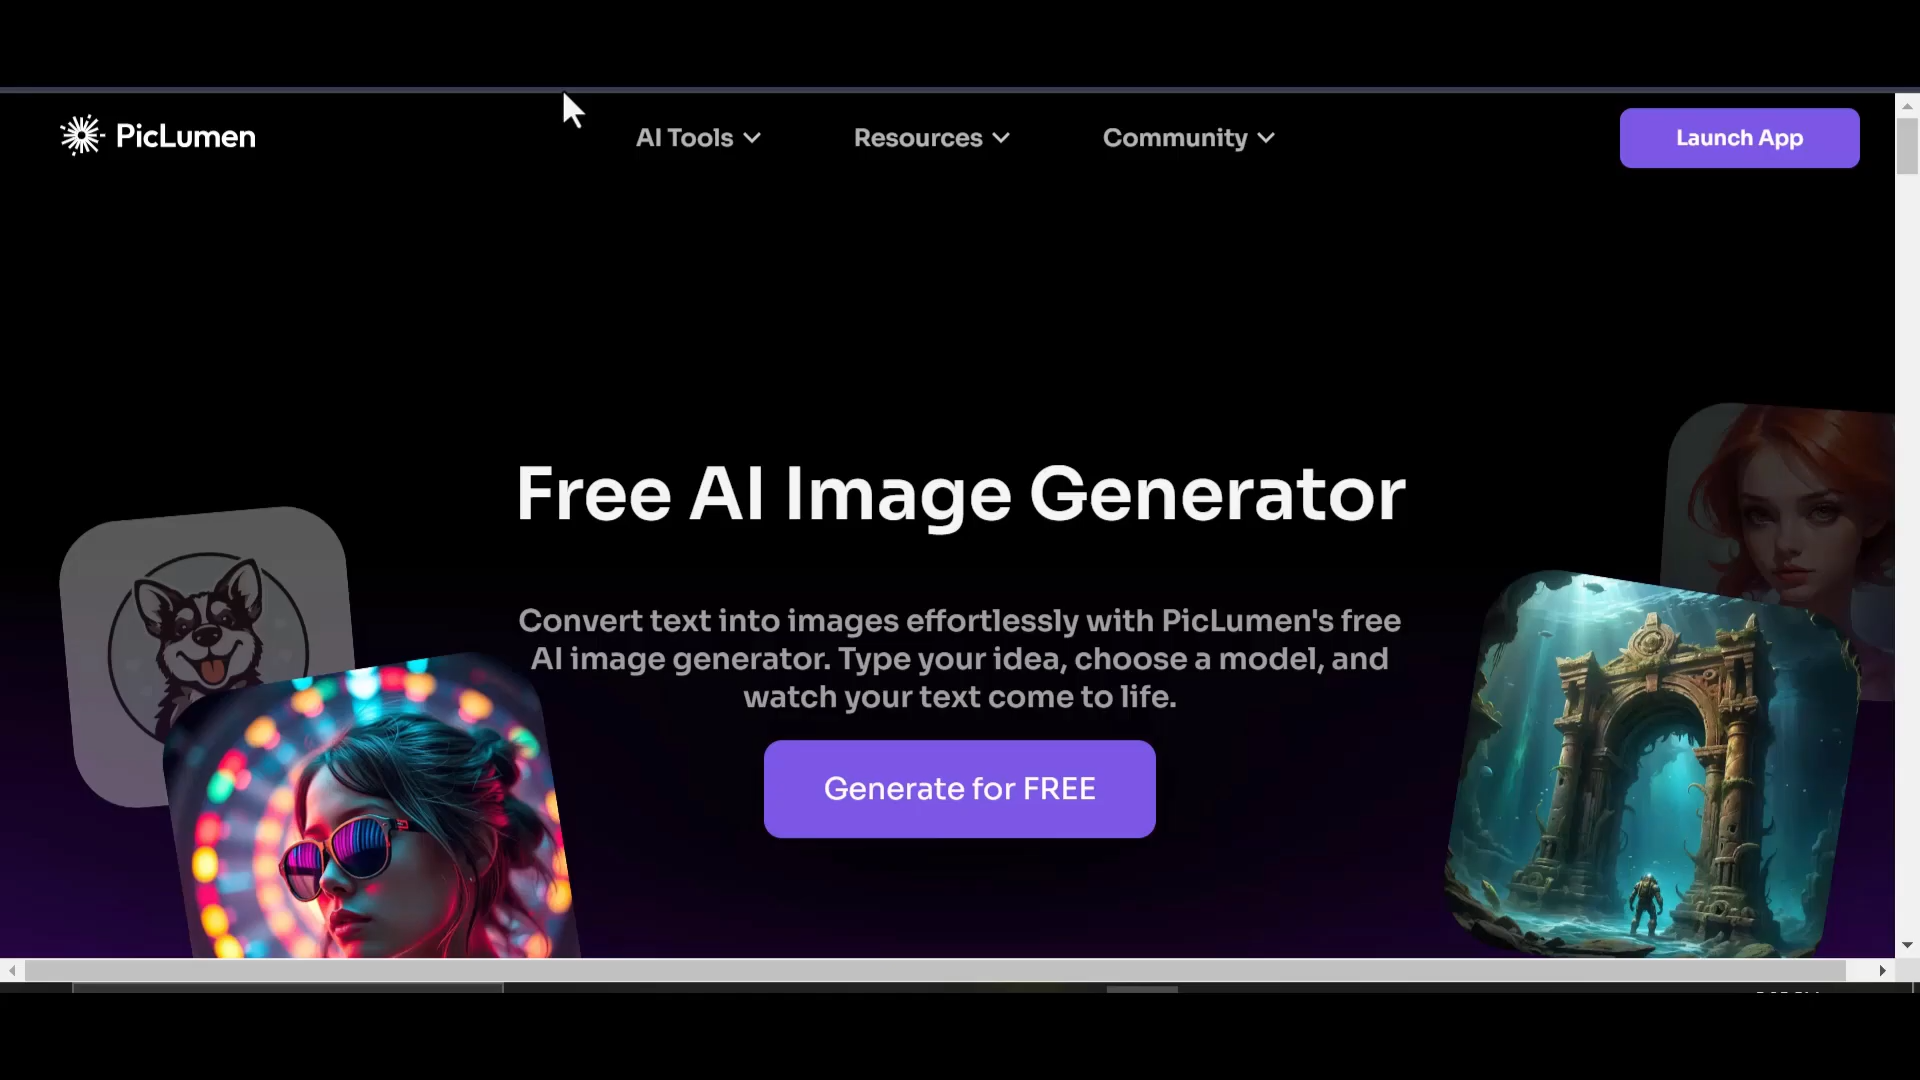 PicLumen
AI Tools
Resources
Community
Launch App
Free AI Image Generator
Convert text into images effortlessly with PicLumen's free
AI image generator. Type your idea, choose a model, and
watch your text come to life.
Generate for FREE